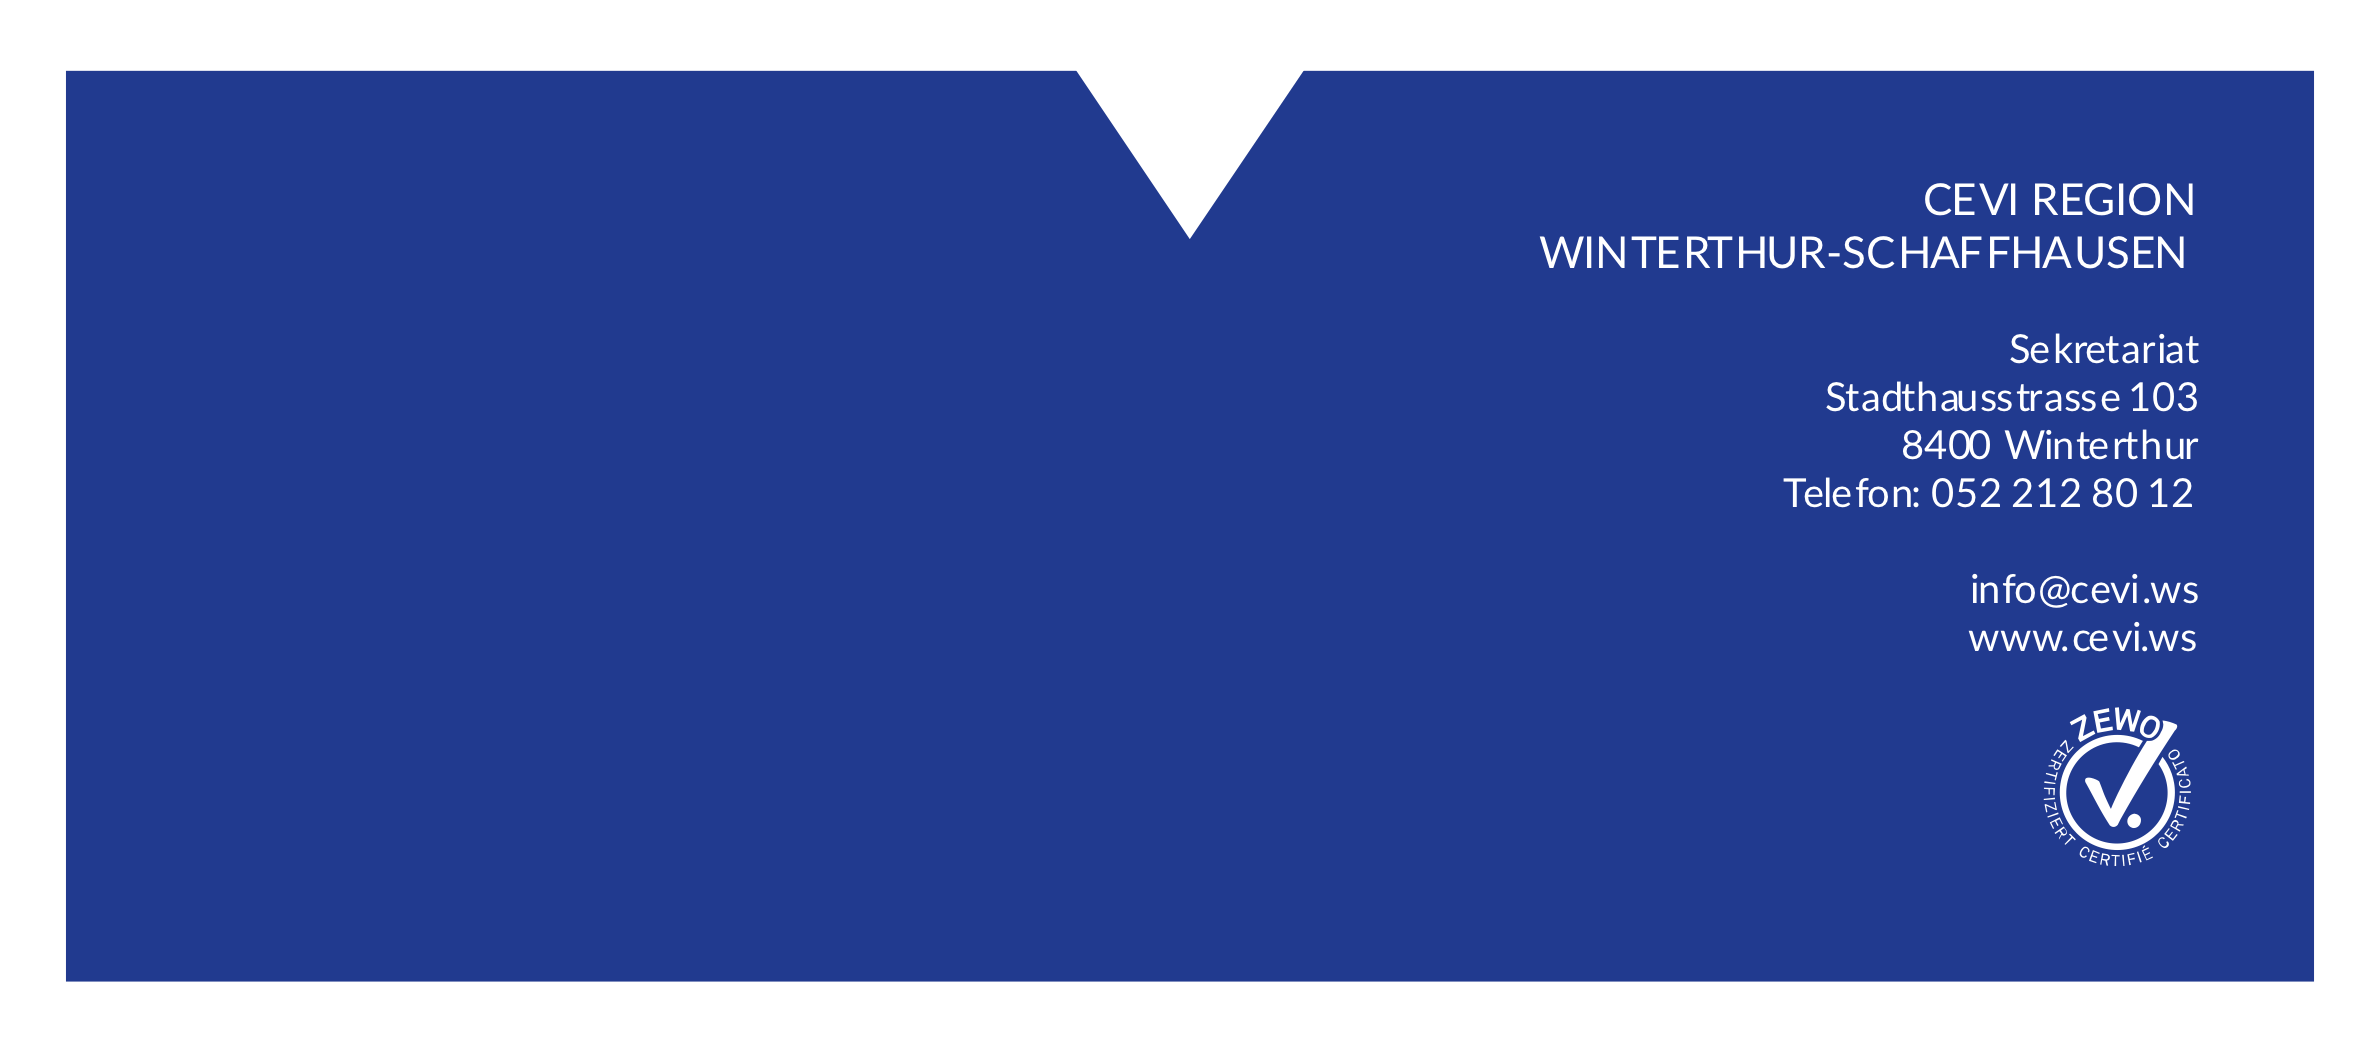 CEVI REGION
WINTERTHUR-SCHAFFHAUSEN
Sekretariat
Stadthausstrasse 103
8400 Winterthur
Telefon: 052 212 80 12
info@cevi.ws
www.cevi.ws
ZEWO
ZERTIFIZIERT CERTIFIÉ CERTIFICATO